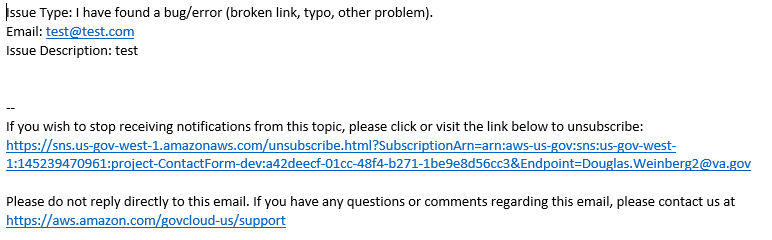 Issue Type: I have found a bug/error (broken link, typo, other problem).
Email: test@test.com
Issue Description: test
--
If you wish to stop receiving notifications from this topic, please click or visit the link below to unsubscribe:
https://sns.us-gov-west-1.amazonaws.com/unsubscribe.html?SubscriptionArn=arn:aws-us-gov:sns:us-gov-west-
1:145239470961:project-ContactForm-dev:a42deecf-01cc-48f4-b271-1be9e8d56cc3&Endpoint=Douglas.Weinberg2@va.gov
Please do not reply directly to this email. If you have any questions or comments regarding this email, please contact us at
https://aws.amazon.com/govcloud-us/support